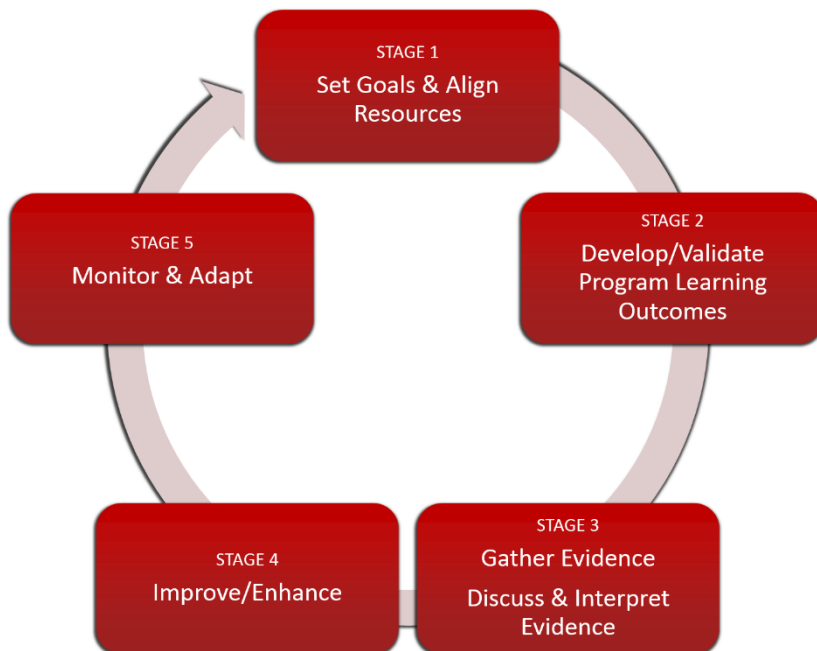 STAGE 1
Set Goals & Align
Resources
STAGE 2
Develop/Validate
Program Learning
Outcomes
STAGE 3
Gather Evidence
Discuss & Interpret
Evidence
STAGE 4
Improve/Enhance
STAGE 5
Monitor & Adapt